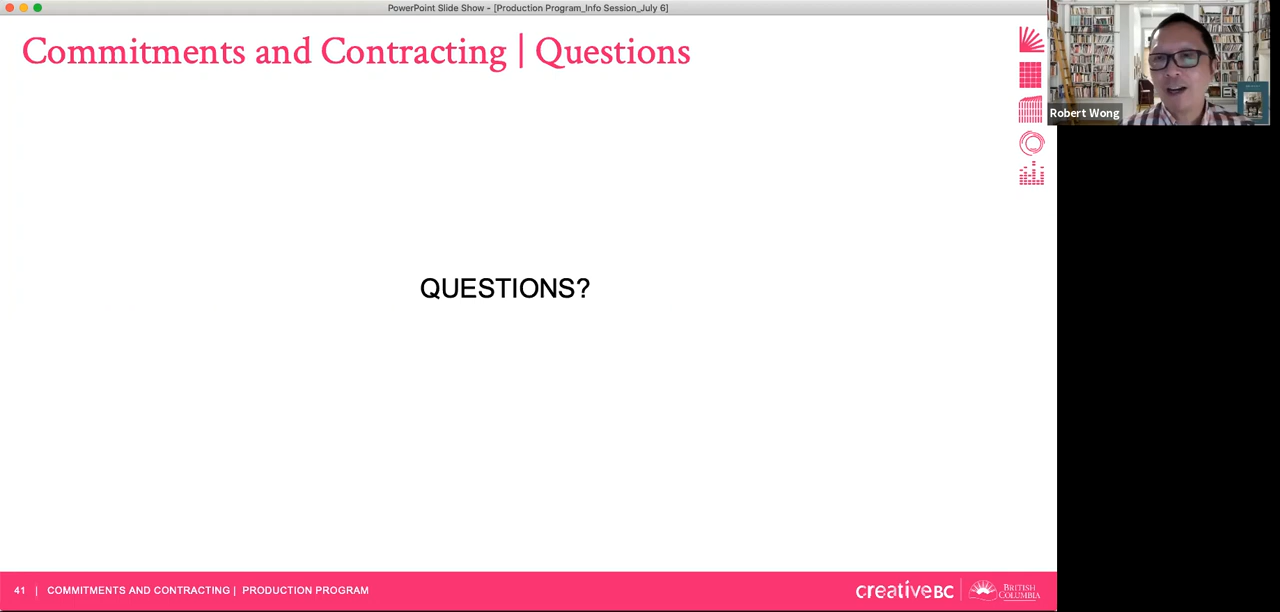 PowerPoint Slide Show - [Production Program_Info Session_July 6]
Commitments and Contracting | Questions
Robert Wong
QUESTIONS?
41 | COMMITMENTS AND CONTRACTING | PRODUCTION PROGRAM
creativeBC
BRITISH
COLUMBIA